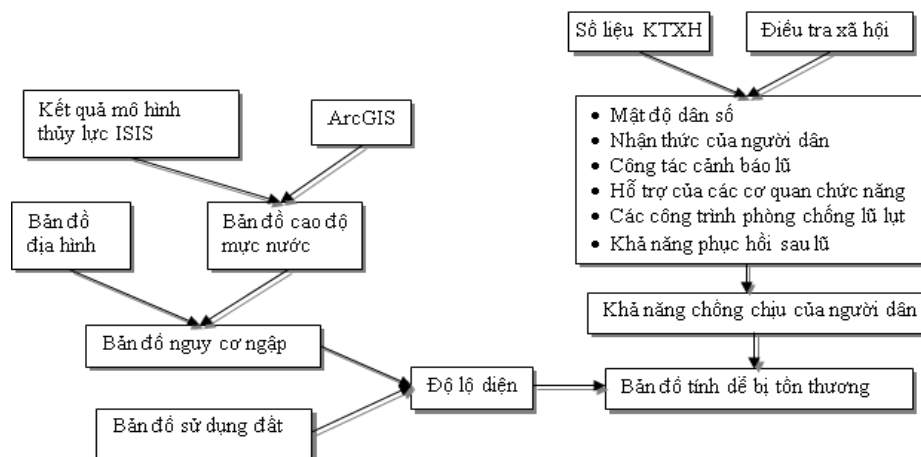 Số liệu KTXH
Điều tra xã hội
Kết quả mô hình
thủy lực ISIS
ArcGIS
• Mật độ dân số
• Nhận thức của người dân
• Công tác cảnh báo lũ
• Hỗ trợ của các cơ quan chức năng
• Các công trình phòng chống lũ lụt
• Khả năng phục hồi sau lũ
Bản đồ
địa hình
Bản đồ cao độ
mực nước
Khả năng chống chịu của người dân
Bản đồ nguy cơ ngập
Độ lộ diện
Bản đồ tính dể bị tổn thương
Bản đồ sử dụng đất